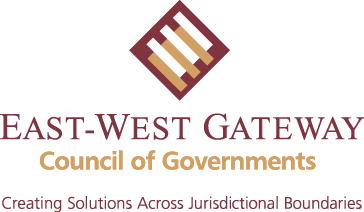 EAST-WEST GATEWAY
Council of Governments
Creating Solutions Across Jurisdictional Boundaries